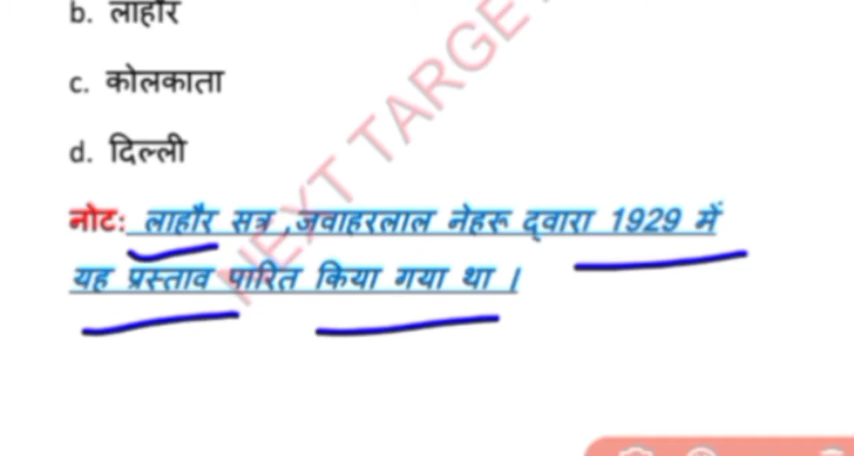 b. लाहौर
c. कोलकाता
d. दिल्ली
नोट: लाहौर सत्र ,जवाहरलाल नेहरू द्वारा 1929 में
यह प्रस्ताव पारित किया गया था ।
NEXT TARGET